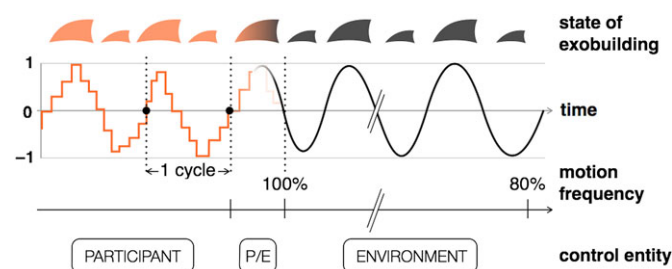 state of
exobuilding
1
0
time
−1
1 cycle
motion
frequency
100%
80%
PARTICIPANT
P/E
ENVIRONMENT
control entity